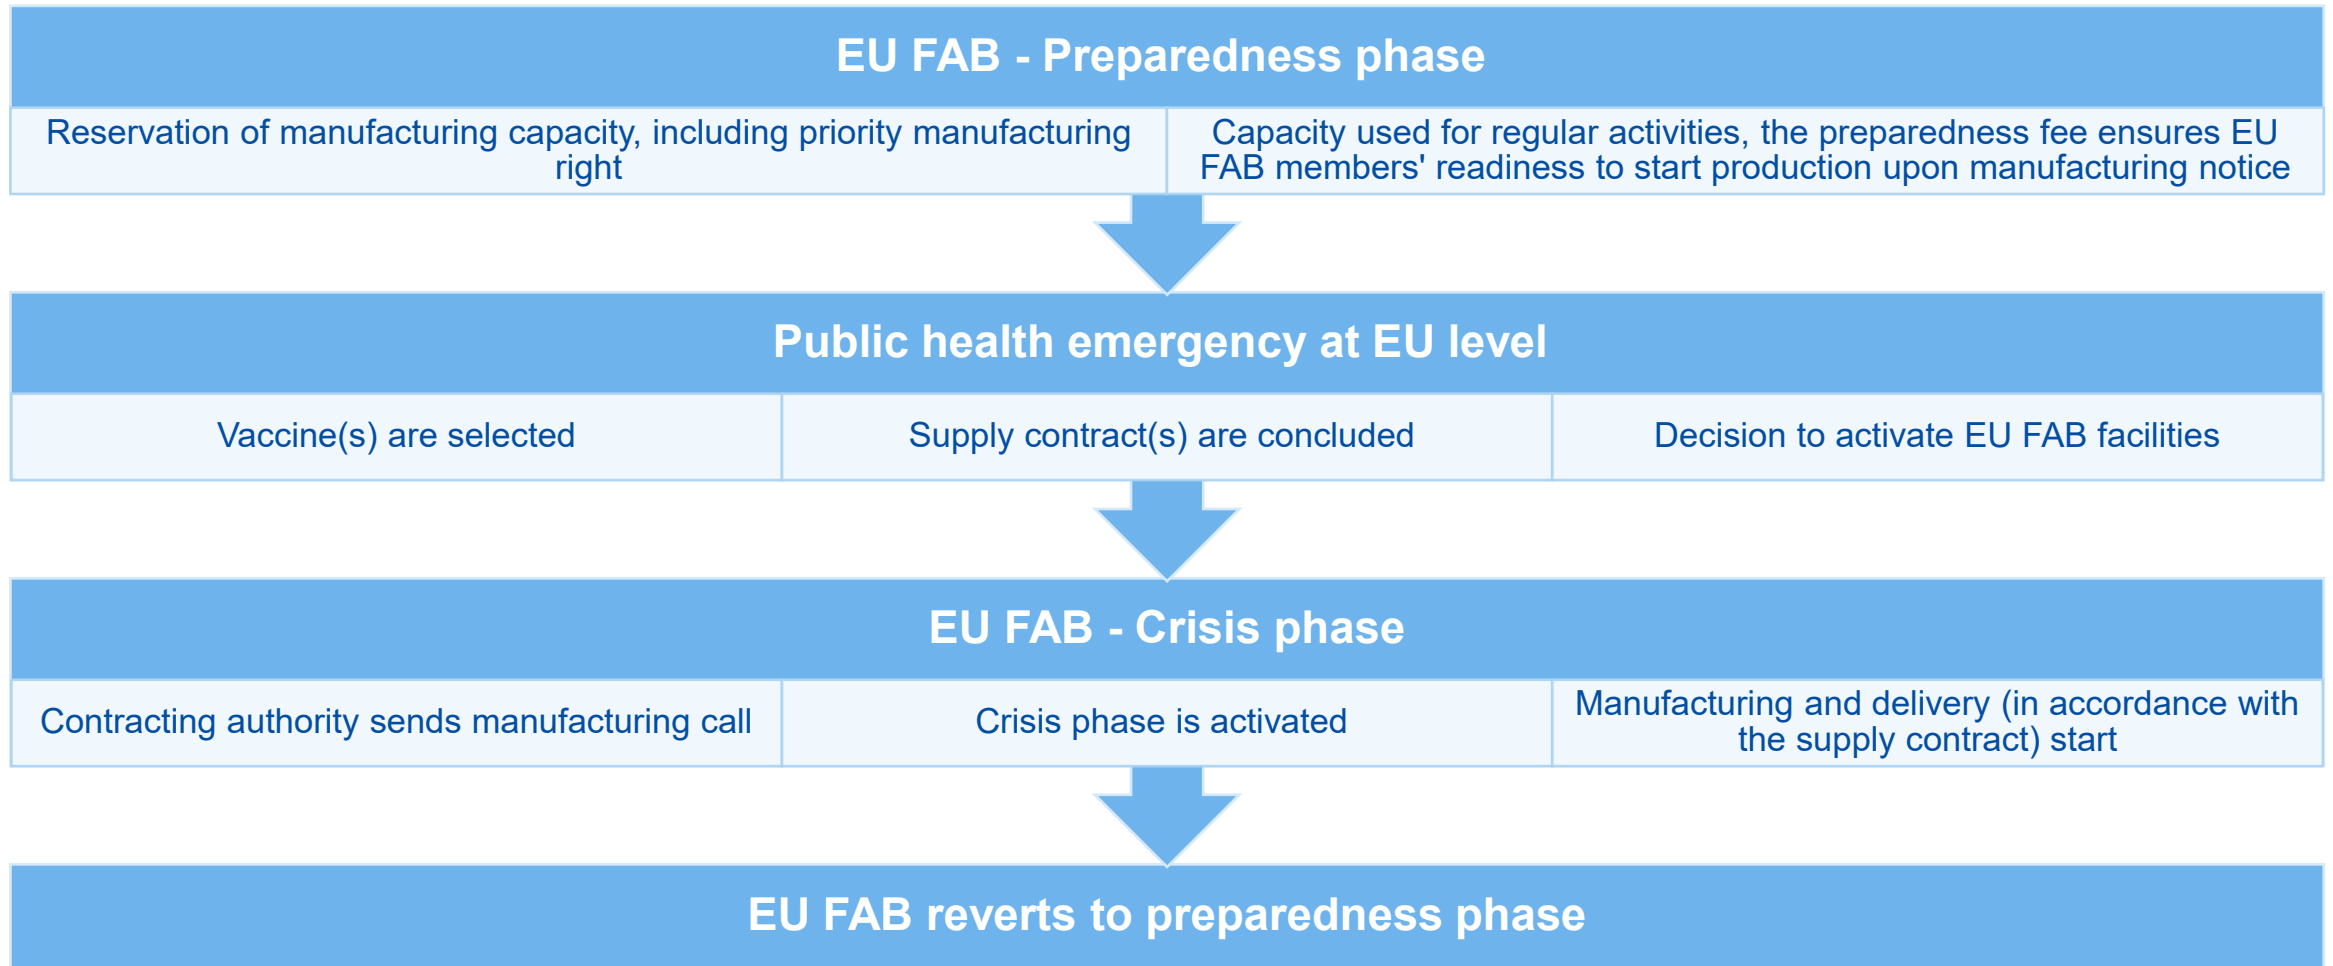 EU FAB - Preparedness phase
Reservation of manufacturing capacity, including priority manufacturing
right
Capacity used for regular activities, the preparedness fee ensures EU
FAB members' readiness to start production upon manufacturing notice
Public health emergency at EU level
Vaccine(s) are selected
Supply contract(s) are concluded
Decision to activate EU FAB facilities
EU FAB - Crisis phase
Contracting authority sends manufacturing call
Crisis phase is activated
Manufacturing and delivery (in accordance with
the supply contract) start
EU FAB reverts to preparedness phase